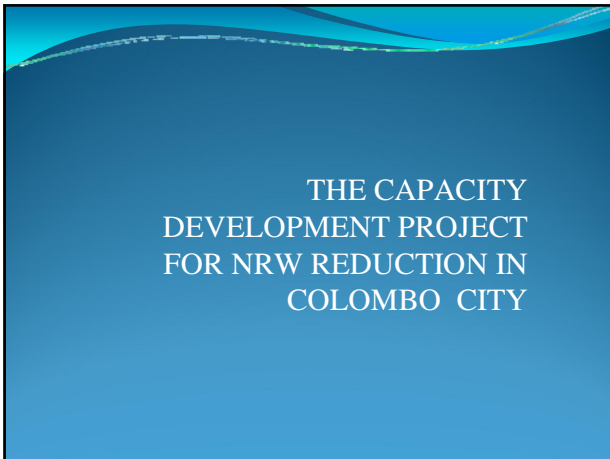 THE CAPACITY
DEVELOPMENT PROJECT
FOR NRW REDUCTION IN
COLOMBO CITY